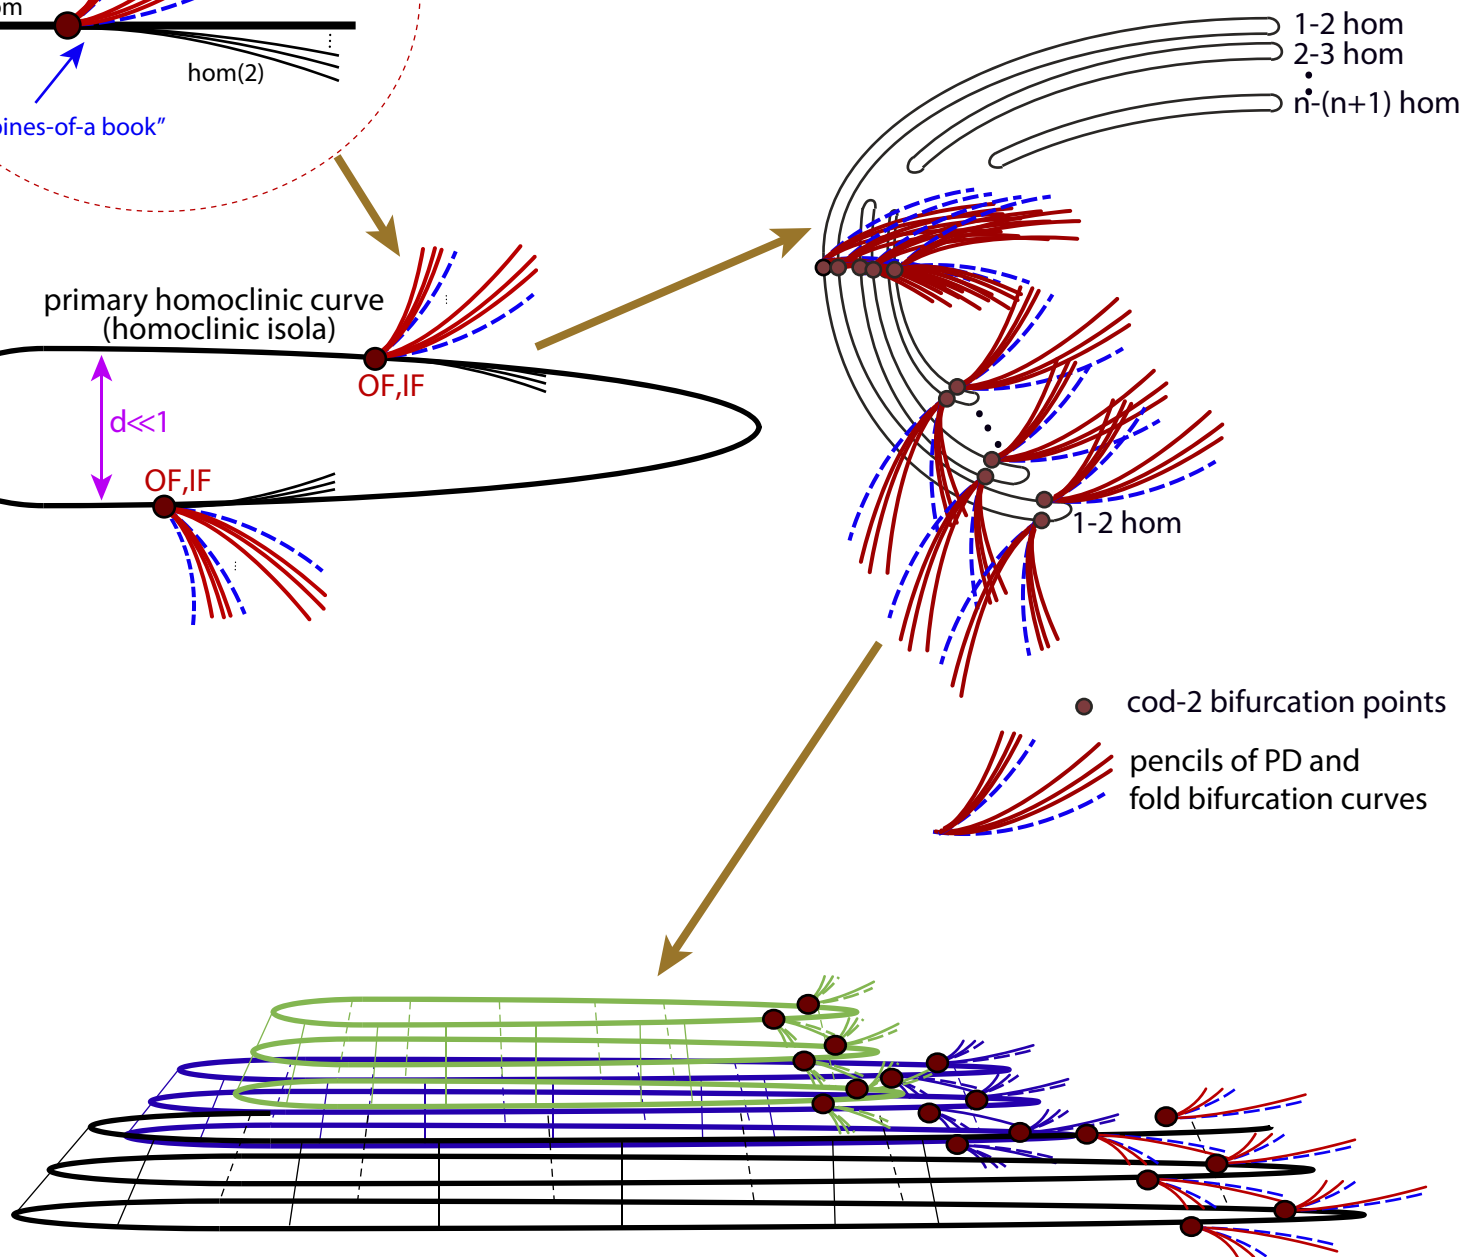 hom(2)
1-2 hom
2-3 hom
n-(n+1) hom
primary homoclinic curve
(homoclinic isola)
OF,IF
d<<1
OF,IF
1-2 hom
cod-2 bifurcation points
pencils of PD and
fold bifurcation curves
of-a book”